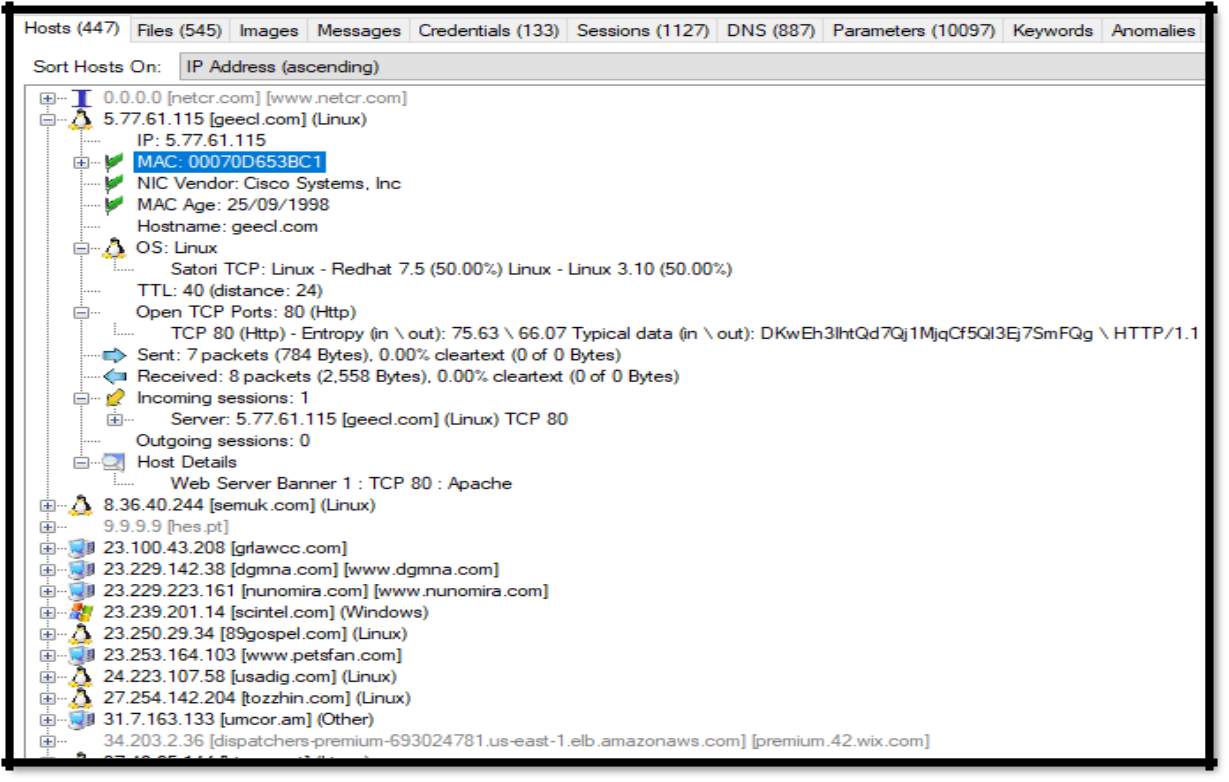 Hosts (447) Files (545) Images Messages Credentials (133) Sessions (1127) DNS (887) Parameters (10097) Keywords Anomalies
Sort Hosts On: IP Address (ascending)
0.0.0.0 [netcr.com] [www.netcr.com]
5.77.61.115 [geecl.com] (Linux)
IP: 5.77.61.115
MAC: 00070D653BC1
NIC Vendor: Cisco Systems, Inc
MAC Age: 25/09/1998
Hostname: geecl.com
OS: Linux
Satori TCP: Linux - Redhat 7.5 (50.00%) Linux - Linux 3.10 (50.00%)
TTL: 40 (distance: 24)
Open TCP Ports: 80 (Http)
TCP 80 (Http) - Entropy (in \ out): 75.63 \ 66.07 Typical data (in \ out): DKwEh3lhtQd7Qj1MjqCf5Ql3Ej7SmFQg \ HTTP/1.1
Sent: 7 packets (784 Bytes), 0.00% cleartext (0 of 0 Bytes)
Received: 8 packets (2,558 Bytes), 0.00% cleartext (0 of 0 Bytes)
Incoming sessions: 1
Server: 5.77.61.115 [geecl.com] (Linux) TCP 80
Outgoing sessions: 0
Host Details
Web Server Banner 1 : TCP 80 : Apache
8.36.40.244 [semuk.com] (Linux)
9.9.9.9 [hes.pt]
23.100.43.208 [grlawcc.com]
23.229.142.38 [dgmna.com] [www.dgmna.com]
23.229.223.161 [nunomira.com] [www.nunomira.com]
23.239.201.14 [scintel.com] (Windows)
23.250.29.34 [89gospel.com] (Linux)
23.253.164.103 [www.petsfan.com]
24.223.107.58 [usadig.com] (Linux)
27.254.142.204 [tozzhin.com] (Linux)
31.7.163.133 [umcor.am] (Other)
34.203.2.36 [dispatchers-premium-693024781.us-east-1.elb.amazonaws.com] [premium.42.wix.com]